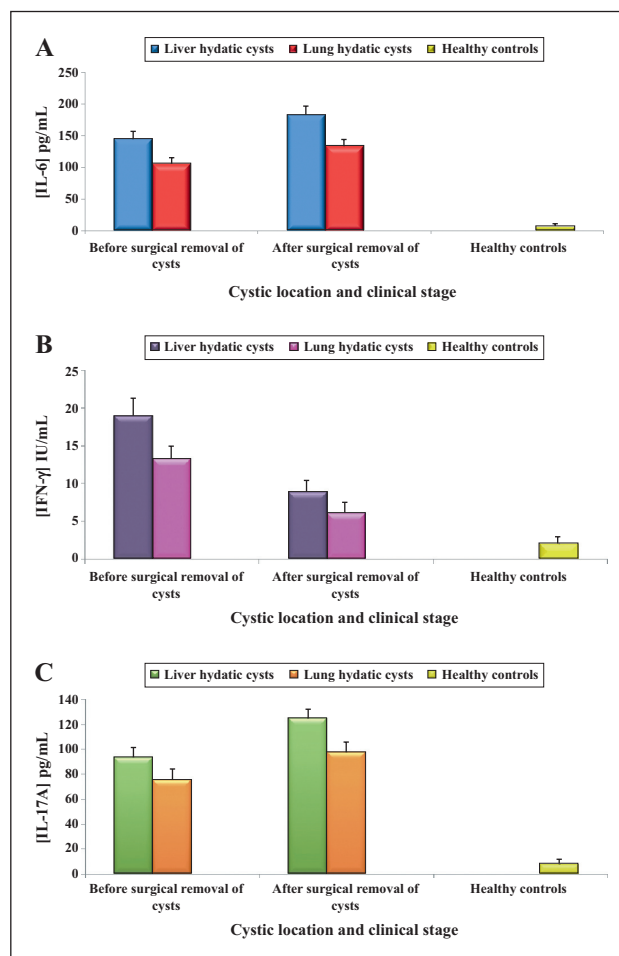 A
Liver hydatic cysts Lung hydatic cysts Healthy controls
[IL-6] pg/mL
250
200
150
100
50
0
Before surgical removal of cysts
After surgical removal of cysts
Healthy controls
Cystic location and clinical stage
B
Liver hydatic cysts Lung hydatic cysts Healthy controls
[IFN-γ] IU/mL
25
20
15
10
5
0
Before surgical removal of cysts
After surgical removal of cysts
Healthy controls
Cystic location and clinical stage
C
Liver hydatic cysts Lung hydatic cysts Healthy controls
[IL-17A] pg/mL
140
120
100
80
60
40
20
0
Before surgical removal of cysts
After surgical removal of cysts
Healthy controls
Cystic location and clinical stage